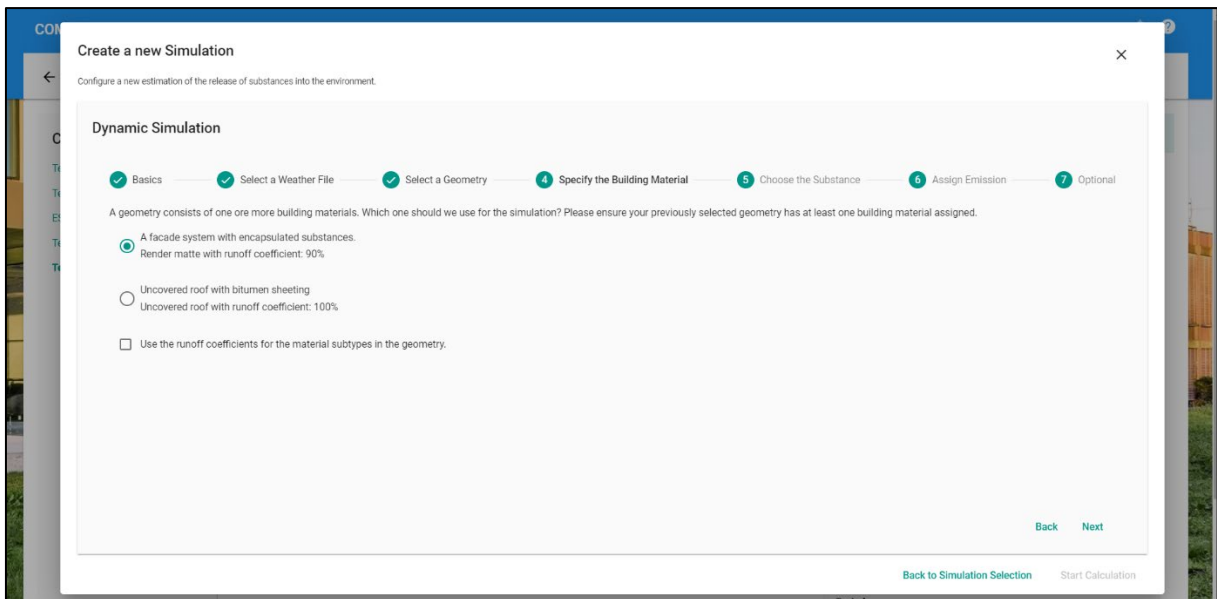 CON
?
Create a new Simulation
Configure a new estimation of the release of substances into the environment.
Dynamic Simulation
Basics
Select a Weather File
Select a Geometry
4 Specify the Building Material
5 Choose the Substance
6 Assign Emission
7 Optional
A geometry consists of one ore more building materials. Which one should we use for the simulation? Please ensure your previously selected geometry has at least one building material assigned.
A facade system with encapsulated substances.
Render matte with runoff coefficient: 90%
Uncovered roof with bitumen sheeting
Uncovered roof with runoff coefficient: 100%
Use the runoff coefficients for the material subtypes in the geometry.
Back Next
Back to Simulation Selection Start Calculation